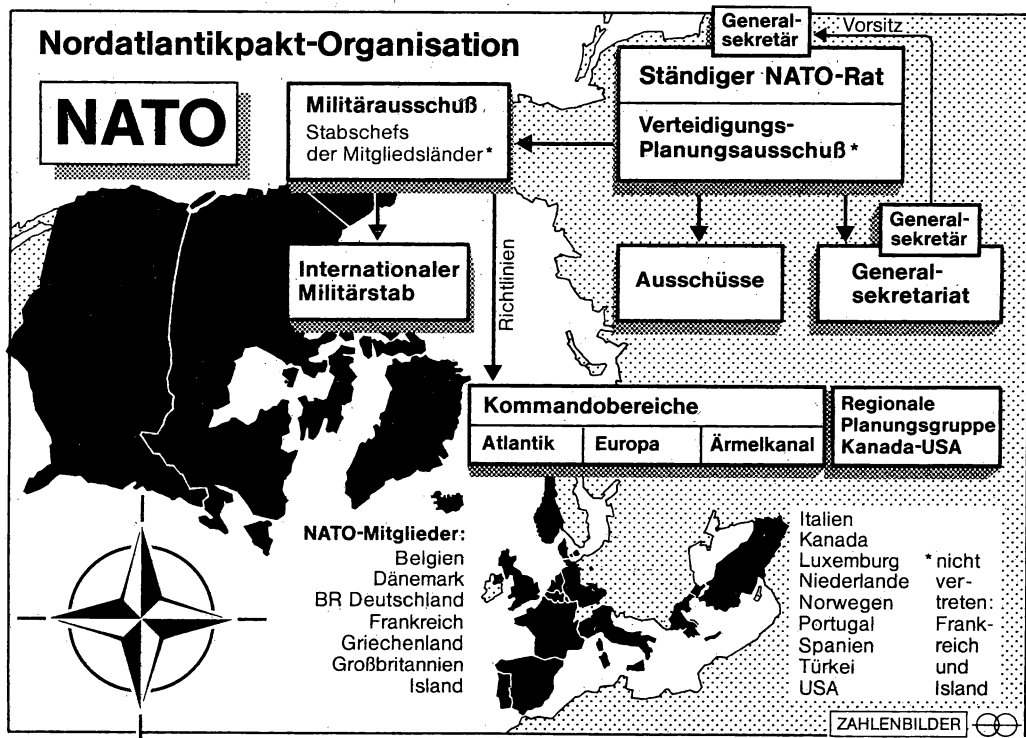 Nordatlantikpakt-Organisation
NATO
General-
sekretär
Vorsitz
Ständiger NATO-Rat
Verteidigungs-
Planungsausschuß *
Militärausschuß
Stabschefs
der Mitgliedsländer *
General-
sekretär
General-
sekretariat
Ausschüsse
Internationaler
Militärstab
Richtlinien
Kommandobereiche
Atlantik
Europa
Ärmelkanal
Regionale
Planungsgruppe
Kanada-USA
NATO-Mitglieder:
Belgien
Dänemark
BR Deutschland
Frankreich
Griechenland
Großbritannien
Island
Italien
Kanada
Luxemburg
Niederlande
Norwegen
Portugal
Spanien
Türkei
USA
* nicht
ver-
treten:
Frank-
reich
und
Island
ZAHLENBILDER